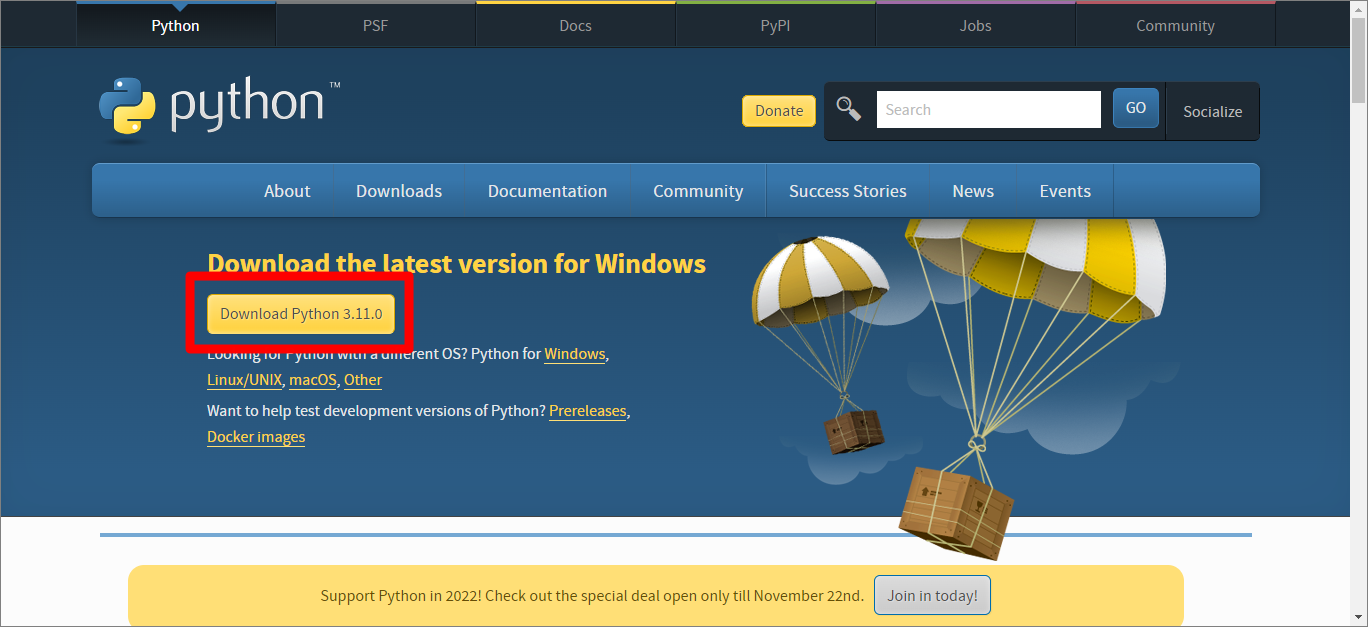 Python PSF Docs PyPI Jobs Community
python™
Donate Search GO Socialize
About Downloads Documentation Community Success Stories News Events
Download the latest version for Windows
Download Python 3.11.0
Looking for Python with a different OS? Python for Windows,
Linux/UNIX, macOS, Other
Want to help test development versions of Python? Prereleases,
Docker images
Support Python in 2022! Check out the special deal open only till November 22nd. Join in today!